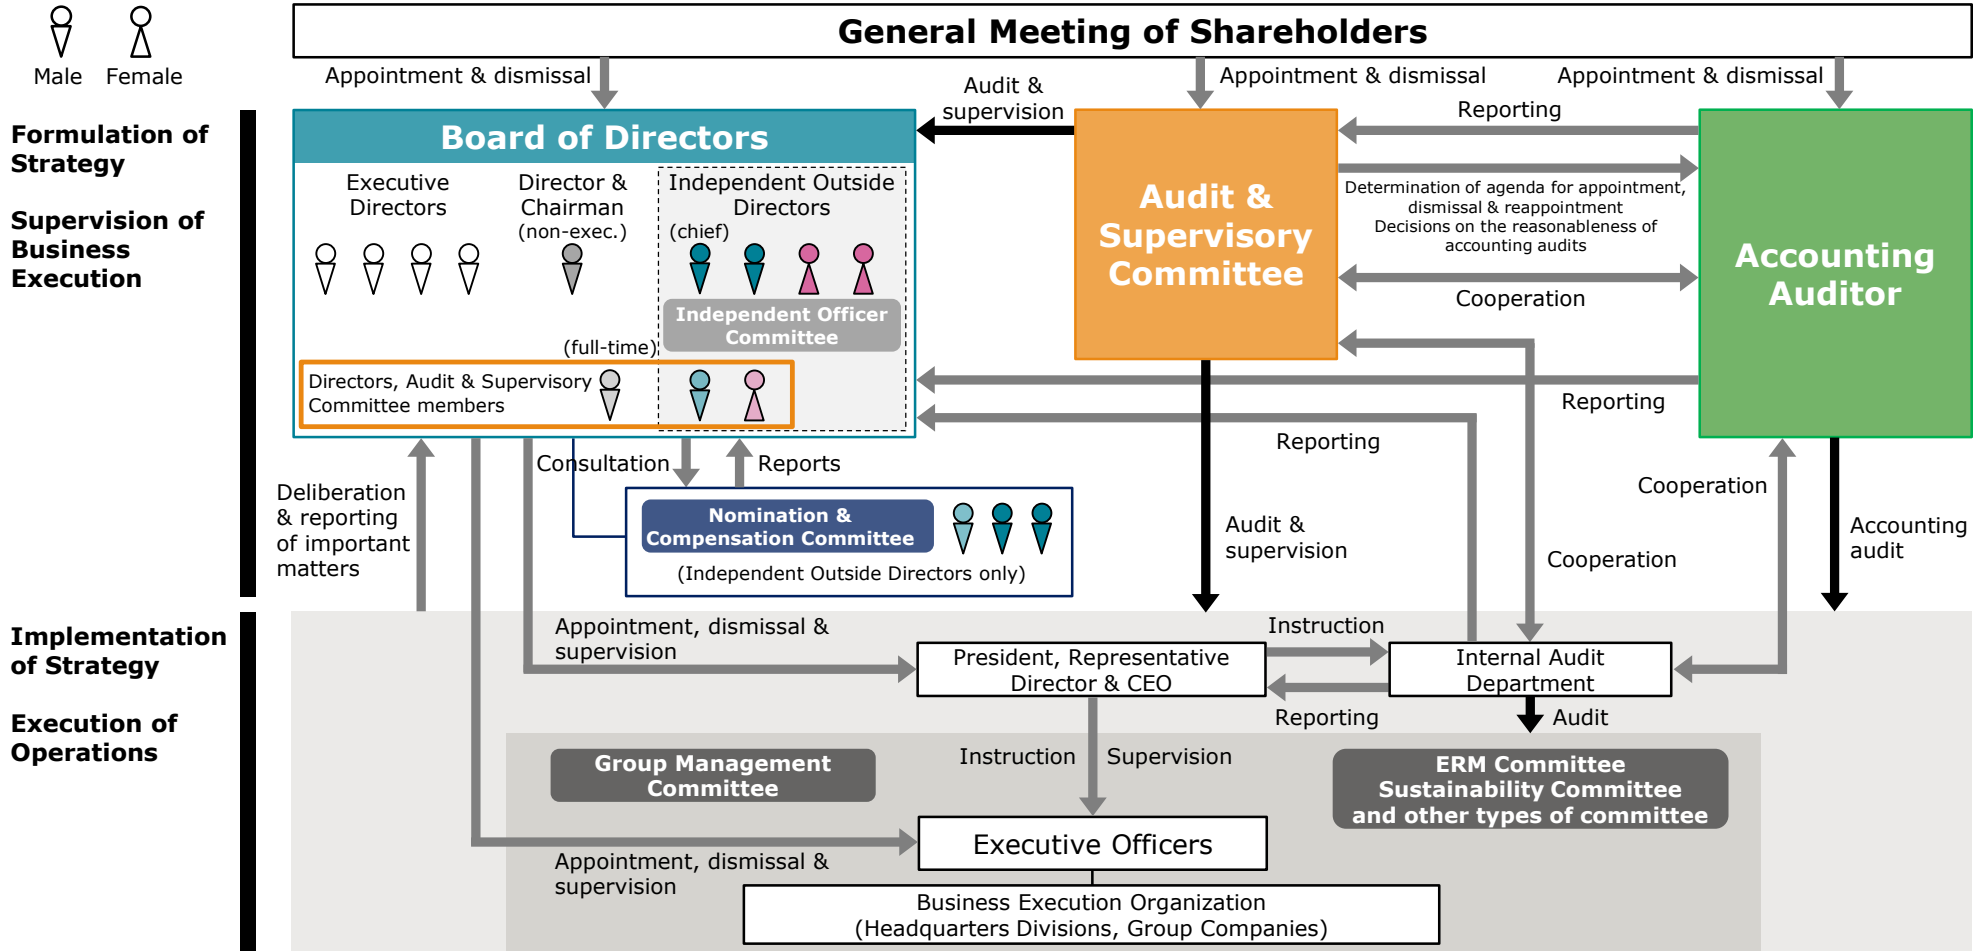 General Meeting of Shareholders
Male
Female
Appointment & dismissal
Appointment & dismissal
Appointment & dismissal
Formulation of
Strategy
Supervision of
Business
Execution
Board of Directors
Executive
Directors
Director &
Chairman
(non-exec.)
Independent Outside
Directors
(chief)
Independent Officer
Committee
(full-time)
Directors, Audit & Supervisory
Committee members
Audit &
supervision
Audit &
Supervisory
Committee
Reporting
Determination of agenda for appointment,
dismissal & reappointment
Decisions on the reasonableness of
accounting audits
Cooperation
Accounting
Auditor
Reporting
Reporting
Consultation
Reports
Deliberation
& reporting
of important
matters
Nomination &
Compensation Committee
(Independent Outside Directors only)
Audit &
supervision
Cooperation
Cooperation
Accounting
audit
Implementation
of Strategy
Execution of
Operations
Appointment, dismissal &
supervision
President, Representative
Director & CEO
Instruction
Reporting
Internal Audit
Department
Audit
Instruction
Supervision
Group Management
Committee
ERM Committee
Sustainability Committee
and other types of committee
Executive Officers
Appointment, dismissal &
supervision
Business Execution Organization
(Headquarters Divisions, Group Companies)